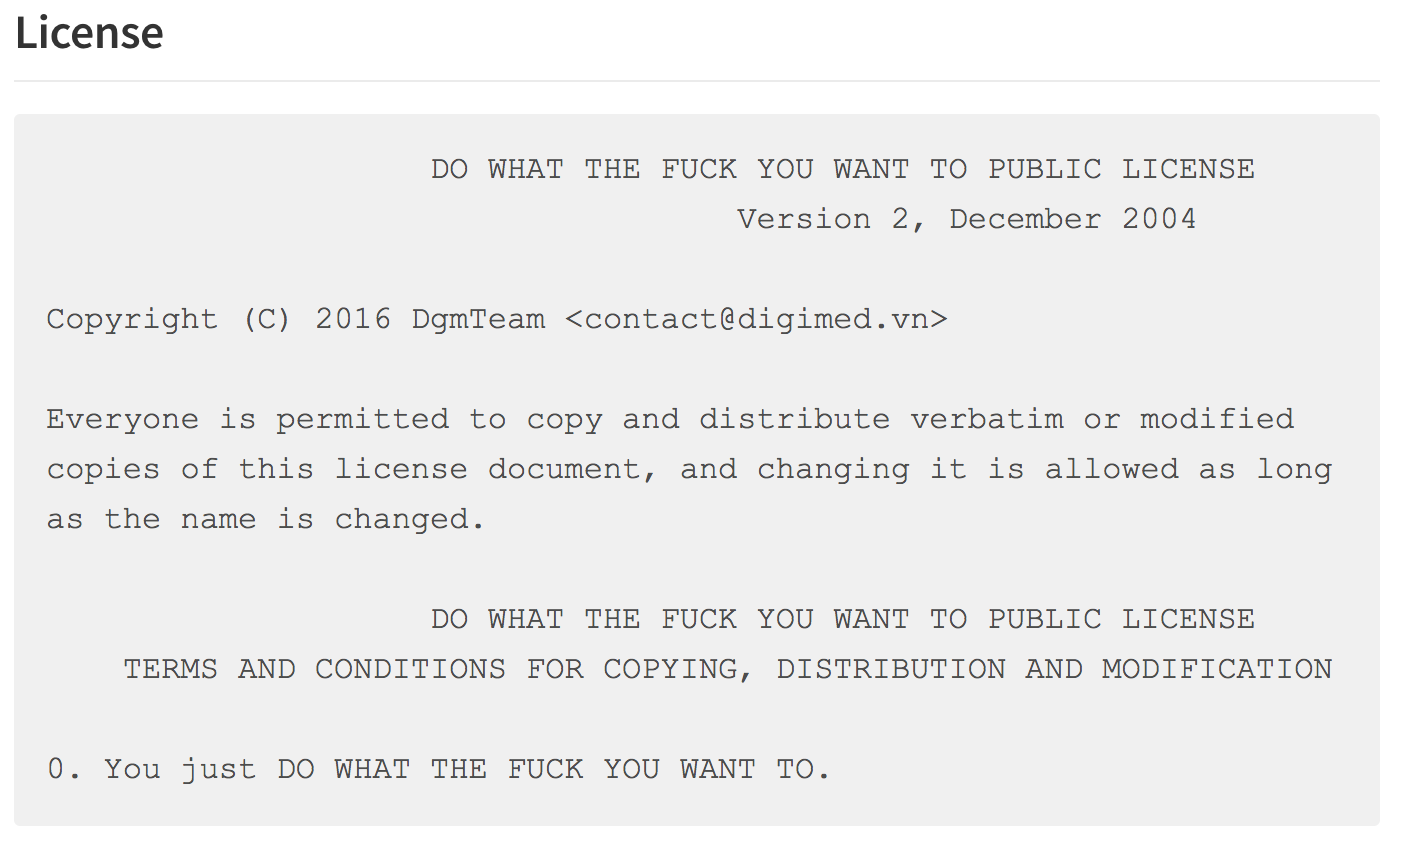 License
DO WHAT THE FUCK YOU WANT TO PUBLIC LICENSE
Version 2, December 2004
Copyright (C) 2016 DgmTeam <contact@digimed.vn>
Everyone is permitted to copy and distribute verbatim or modified
copies of this license document, and changing it is allowed as long
as the name is changed.
DO WHAT THE FUCK YOU WANT TO PUBLIC LICENSE
TERMS AND CONDITIONS FOR COPYING, DISTRIBUTION AND MODIFICATION
0. You just DO WHAT THE FUCK YOU WANT TO.